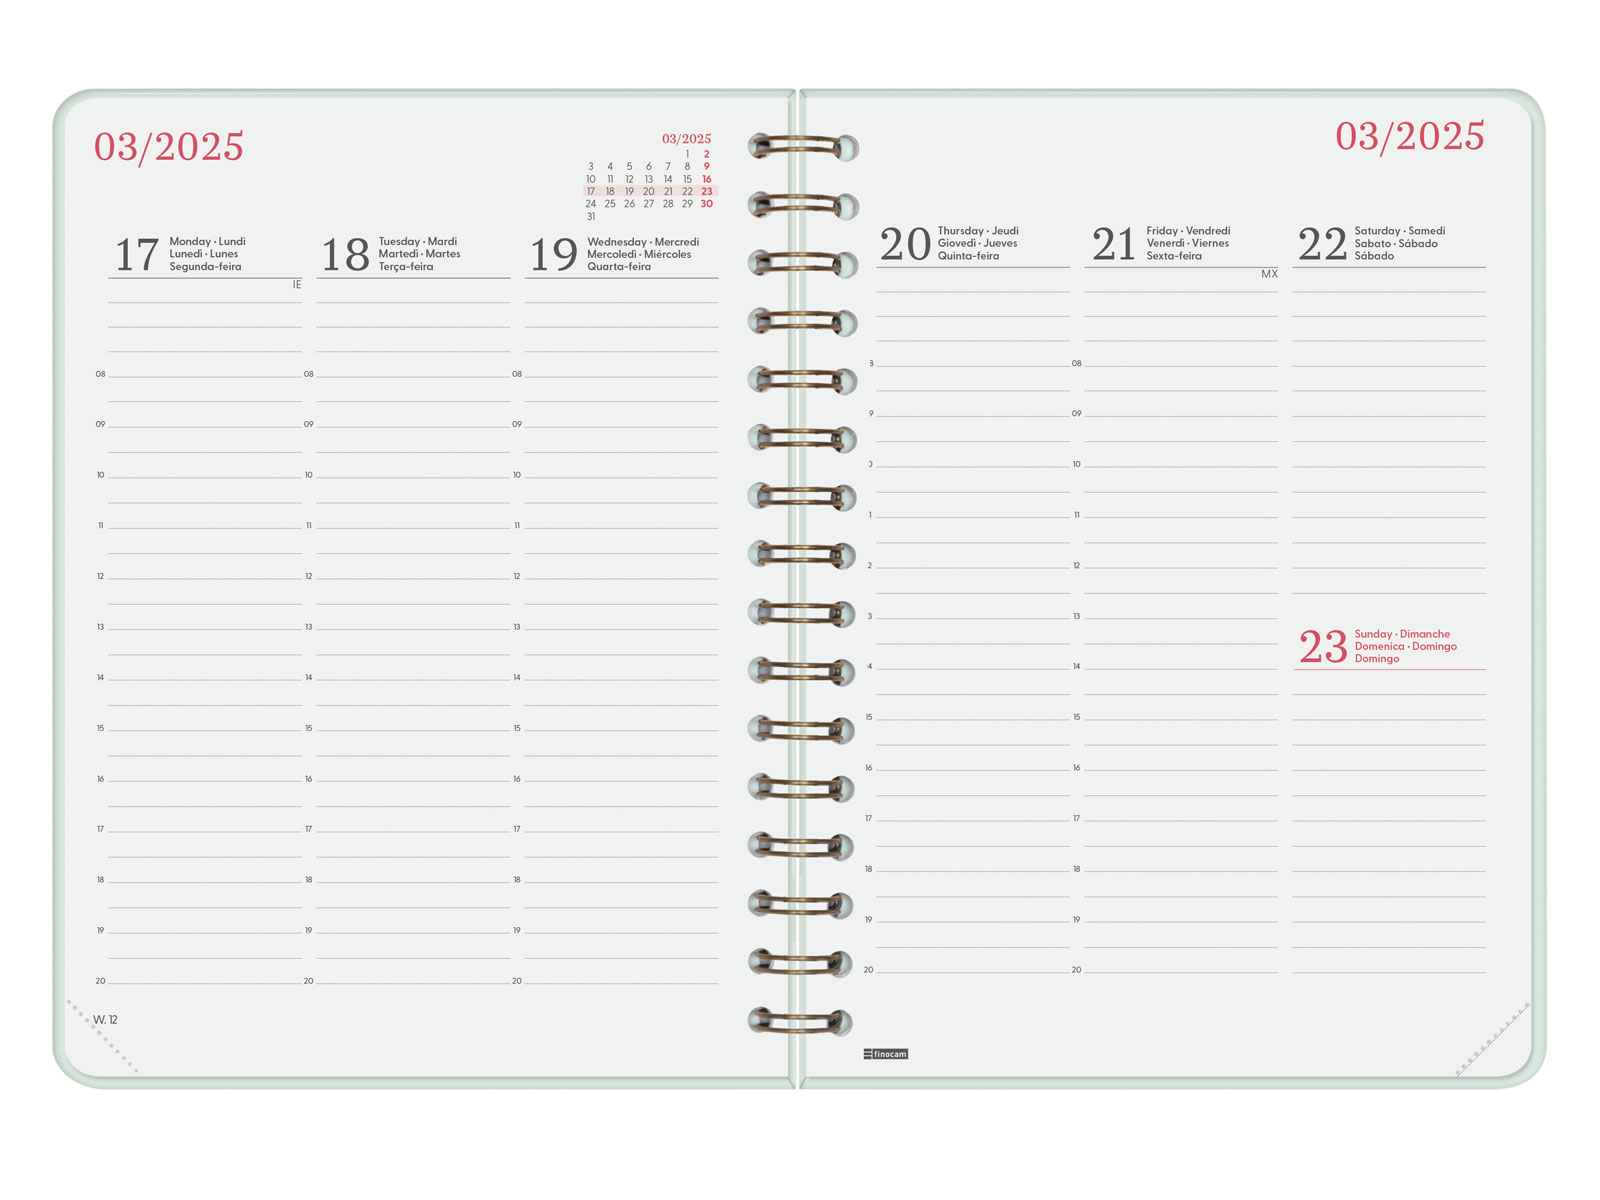 03/2025
03/2025
1 2
3 4 5 6 7 8 9
10 11 12 13 14 15 16
17 18 19 20 21 22 23
24 25 26 27 28 29 30
31
17
Monday · Lundi
Lunedì · Lunes
Segunda-feira
IE
18
Tuesday · Mardi
Martedì · Martes
Terça-feira
19
Wednesday · Mercredi
Mercoledì · Miércoles
Quarta-feira
08 08 08
09 09 09
10 10 10
11 11 11
12 12 12
13 13 13
14 14 14
15 15 15
16 16 16
17 17 17
18 18 18
19 19 19
20 20 20
W. 12
03/2025
20
Thursday · Jeudi
Giovedì · Jueves
Quinta-feira
21
Friday · Vendredi
Venerdì · Viernes
Sexta-feira
MX
22
Saturday · Samedi
Sabato · Sábado
Sábado
8 08
9 09
0 10
1 11
2 12
3 13
4 14
15 15
16 16
17 17
18 18
19 19
20 20
23
Sunday · Dimanche
Domenica · Domingo
Domingo
finocam